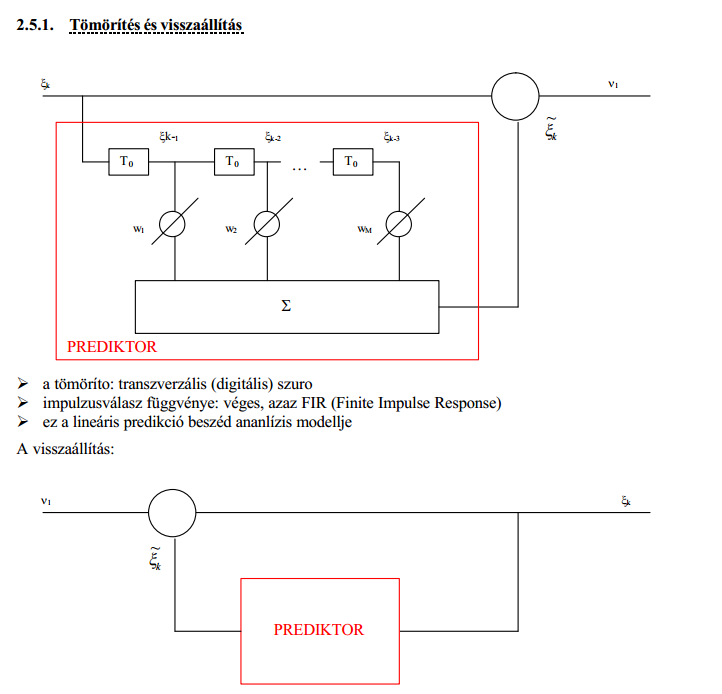 2.5.1. Tömörítés és visszaállítás
ξk
ν1
ξ̃k
ξk-1 ξk-2 ξk-3
T0 T0 ... T0
w1 w2 wM
Σ
PREDIKTOR
➢ a tömöríto: transzverzális (digitális) szuro
➢ impulzusválasz függvénye: véges, azaz FIR (Finite Impulse Response)
➢ ez a lineáris predikció beszéd ananlízis modellje
A visszaállítás:
ν1 ξk
ξ̃k
PREDIKTOR